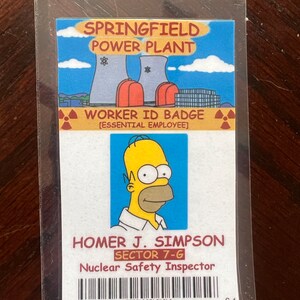 SPRINGFIELD
POWER PLANT
WORKER ID BADGE
[ESSENTIAL EMPLOYEE]
HOMER J. SIMPSON
SECTOR 7-G
Nuclear Safety Inspector